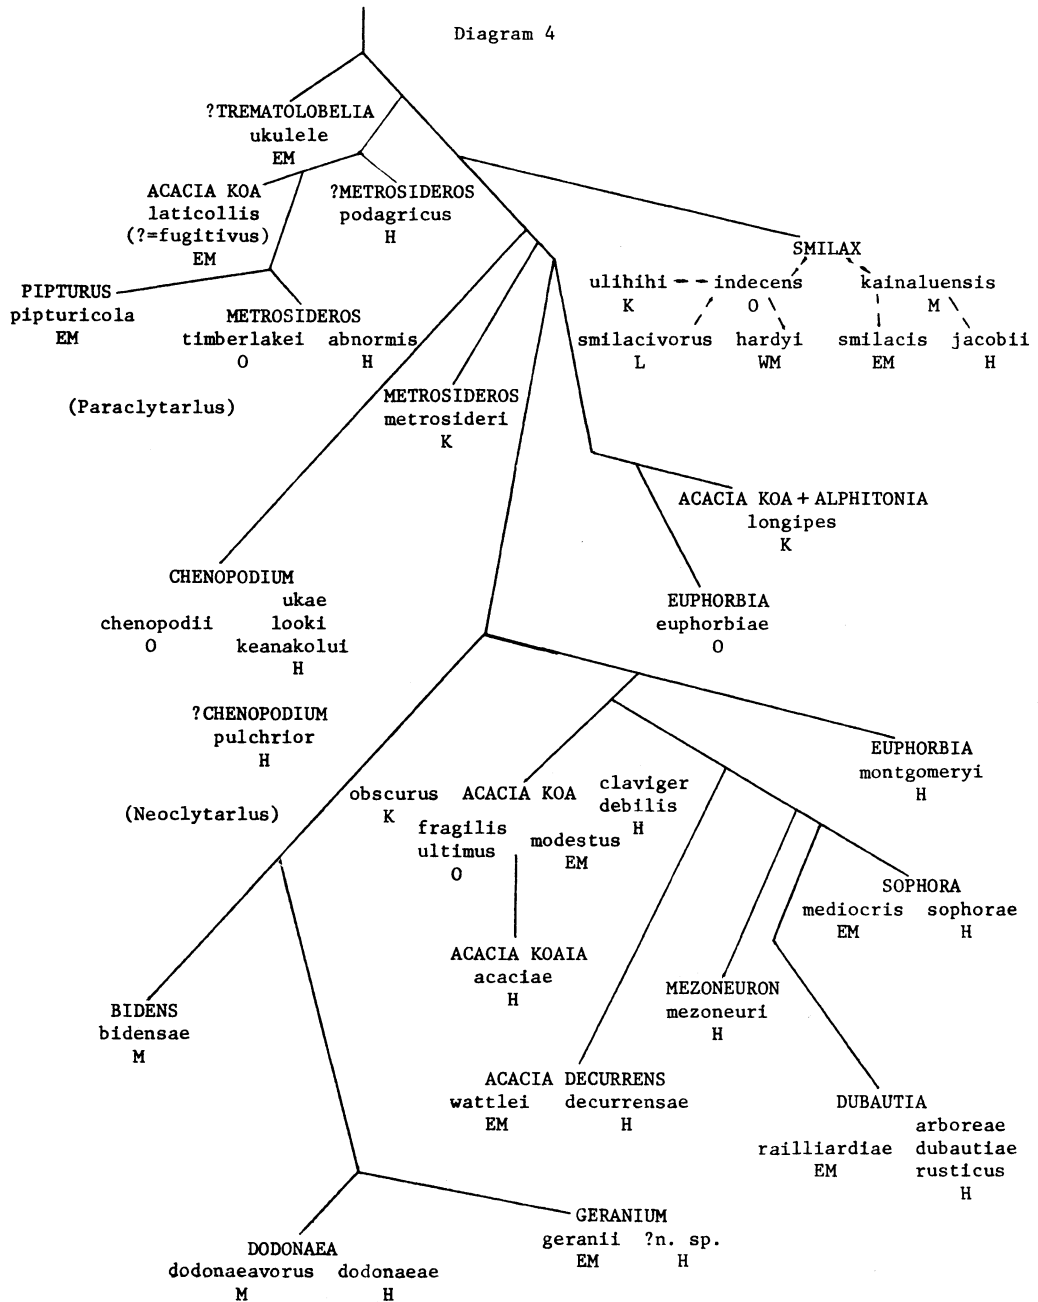 Diagram 4
?TREMATOLOBELIA
ukulele
EM
ACACIA KOA
laticollis
(?=fugitivus)
EM
?METROSIDEROS
podagricus
H
SMILAX
ulihihi indecens kainaluensis
K O M
smilacivorus hardyi smilacis jacobii
L WM EM H
PIPTURUS
pipturicola
EM
METROSIDEROS
timberlakei abnormis
O H
(Paraclytarlus)
METROSIDEROS
metrosideri
K
ACACIA KOA + ALPHITONIA
longipes
K
CHENOPODIUM
ukae
chenopodii looki
O keanakolui
H
EUPHORBIA
euphorbiae
O
?CHENOPODIUM
pulchrior
H
EUPHORBIA
montgomeryi
H
(Neoclytarlus)
obscurus ACACIA KOA claviger
K debilis
fragilis H
ultimus modestus
O EM
SOPHORA
mediocris sophorae
EM H
ACACIA KOAIA
acaciae
H
MEZONEURON
mezoneuri
H
BIDENS
bidensae
M
ACACIA DECURRENS
wattlei decurrensae
EM H
DUBAUTIA
arboreae
railliardiae dubautiae
EM rusticus
H
GERANIUM
geranii ?n. sp.
EM H
DODONAEA
dodonaeavorus dodonaeae
M H